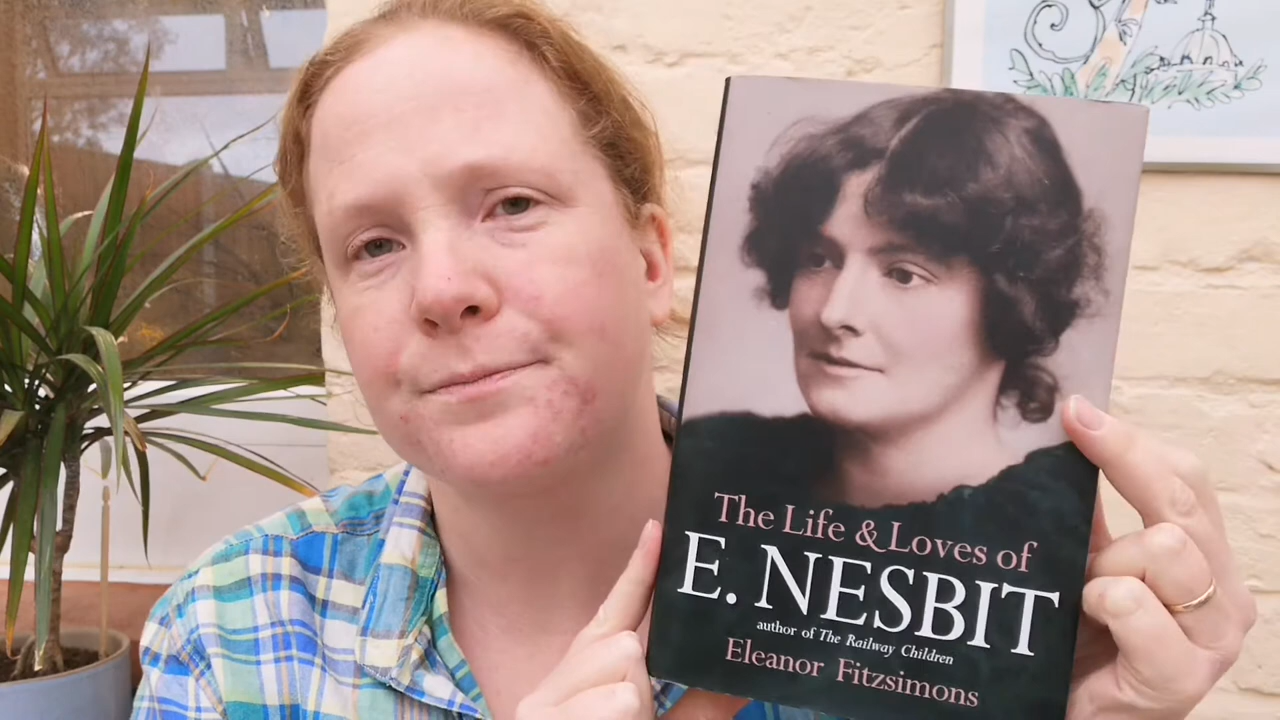 The Life & Loves of
E. NESBIT
author of The Railway Children
Eleanor Fitzsimons